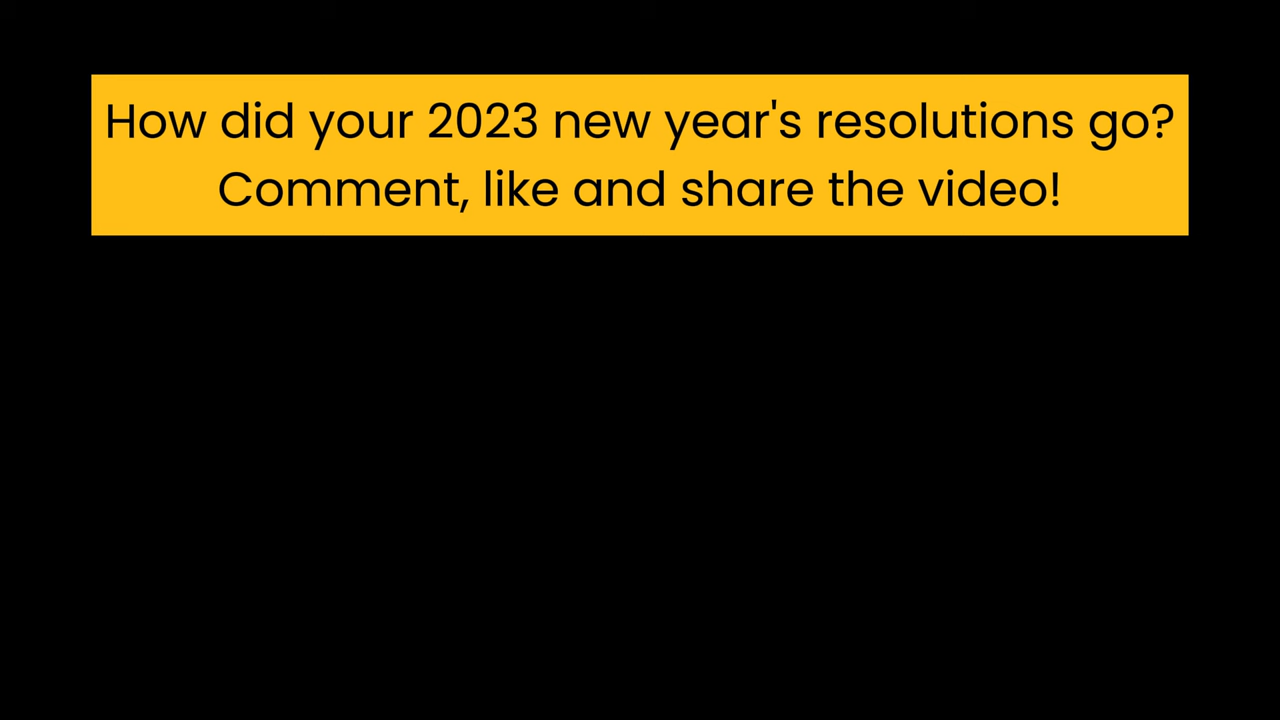 How did your 2023 new year's resolutions go?
Comment, like and share the video!